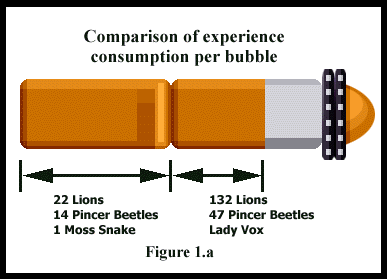 Comparison of experience
consumption per bubble
22 Lions
14 Pincer Beetles
1 Moss Snake
132 Lions
47 Pincer Beetles
Lady Vox
Figure 1.a